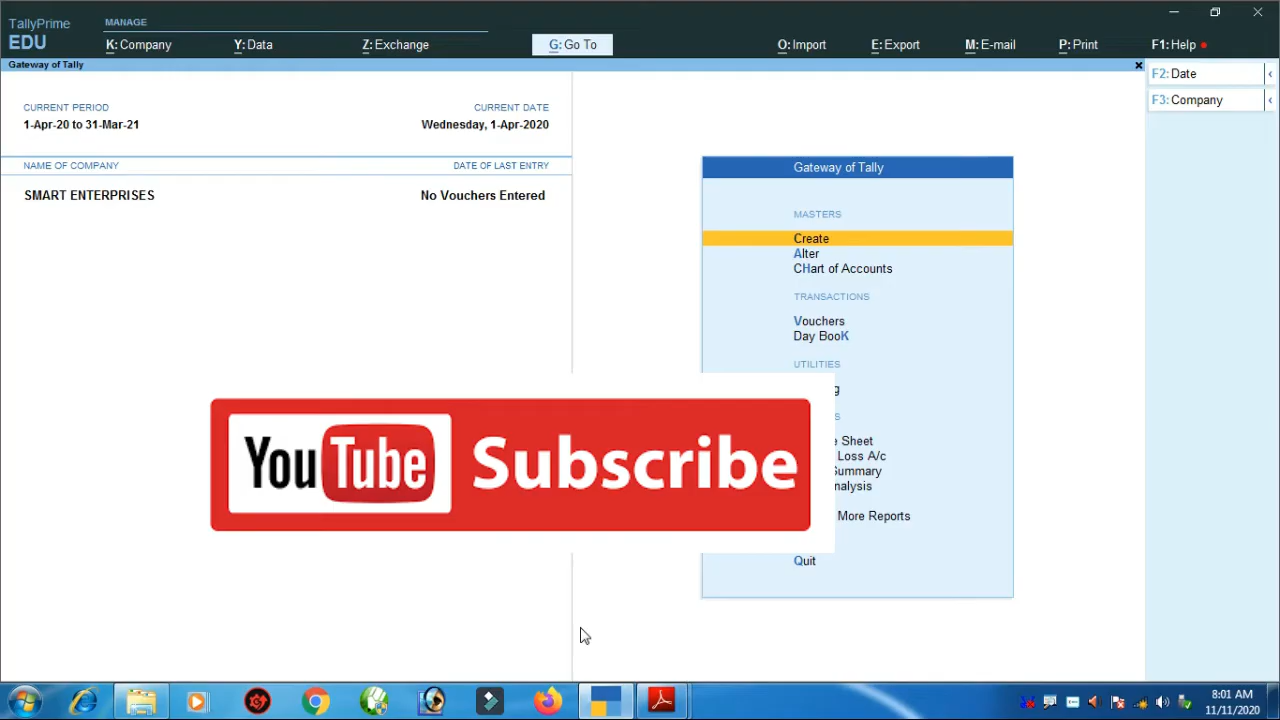 TallyPrime
EDU
MANAGE
K: Company
Y: Data
Z: Exchange
G: Go To
O: Import
E: Export
M: E-mail
P: Print
F1: Help
Gateway of Tally
F2: Date
F3: Company
CURRENT PERIOD
CURRENT DATE
1-Apr-20 to 31-Mar-21
Wednesday, 1-Apr-2020
NAME OF COMPANY
DATE OF LAST ENTRY
SMART ENTERPRISES
No Vouchers Entered
Gateway of Tally
MASTERS
Create
Alter
CHart of Accounts
TRANSACTIONS
Vouchers
Day BooK
UTILITIES
Sheet
Loss A/c
Summary
More Reports
Quit
YouTube Subscribe
8:01 AM
11/11/2020